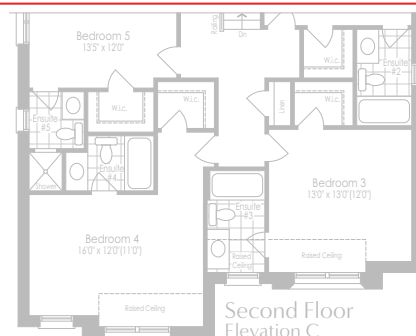 Bedroom 5
13'5" x 12'0"
Railing
Dn
W.i.c.
Ensuite
#2
W.i.c.
W.i.c.
Liner
W.i.c.
Ensuite
#5
Shower
Ensuite
#4
Bedroom 3
13'0" x 13'0"(12'0")
Ensuite
#3
Bedroom 4
16'0" x 12'0"(11'0")
Raised
Ceiling
Raised Ceiling
Raised Ceiling
Second Floor
Elevation C